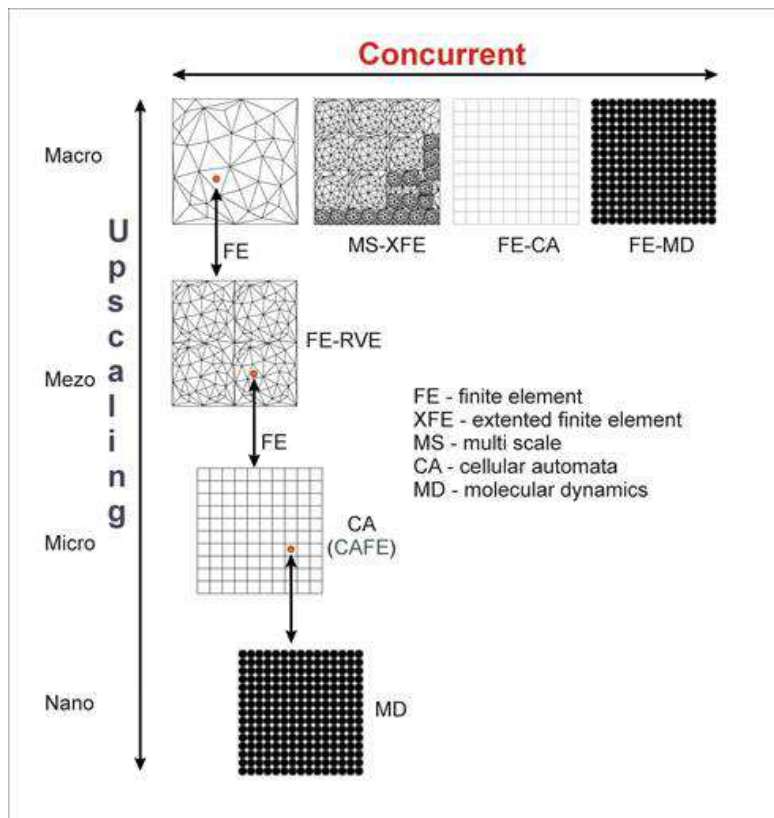 Concurrent
Macro
FE
MS-XFE
FE-CA
FE-MD
Upscaling
FE-RVE
Mezo
FE - finite element
XFE - extented finite element
MS - multi scale
CA - cellular automata
MD - molecular dynamics
FE
CA
(CAFE)
Micro
Nano
MD